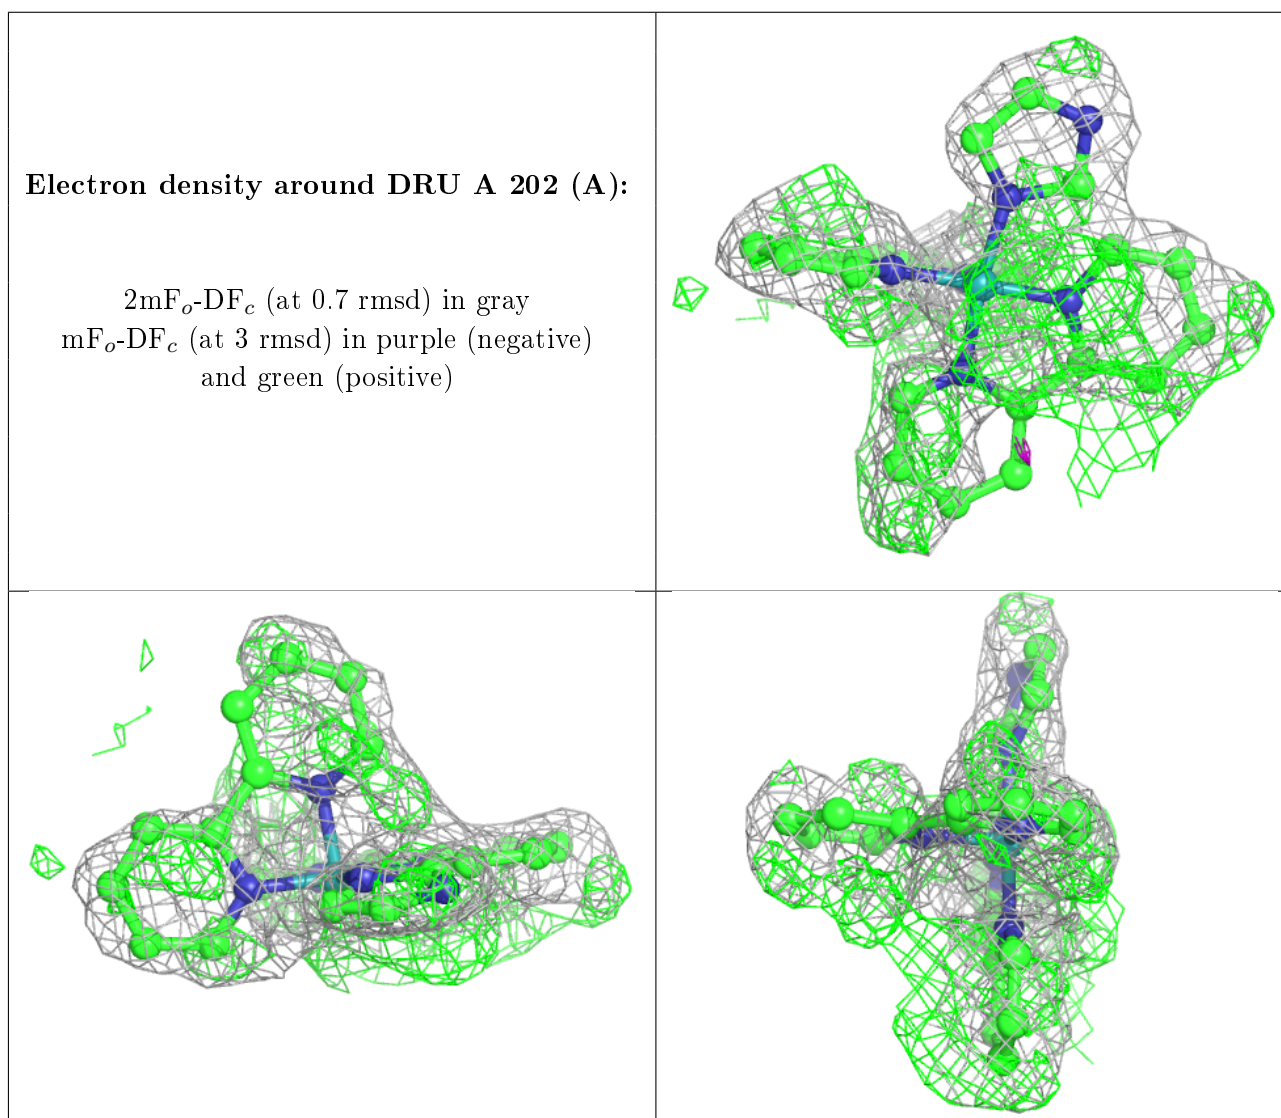 Electron density around DRU A 202 (A):
2mFₒ-DF𝒸 (at 0.7 rmsd) in gray
mFₒ-DF𝒸 (at 3 rmsd) in purple (negative)
and green (positive)